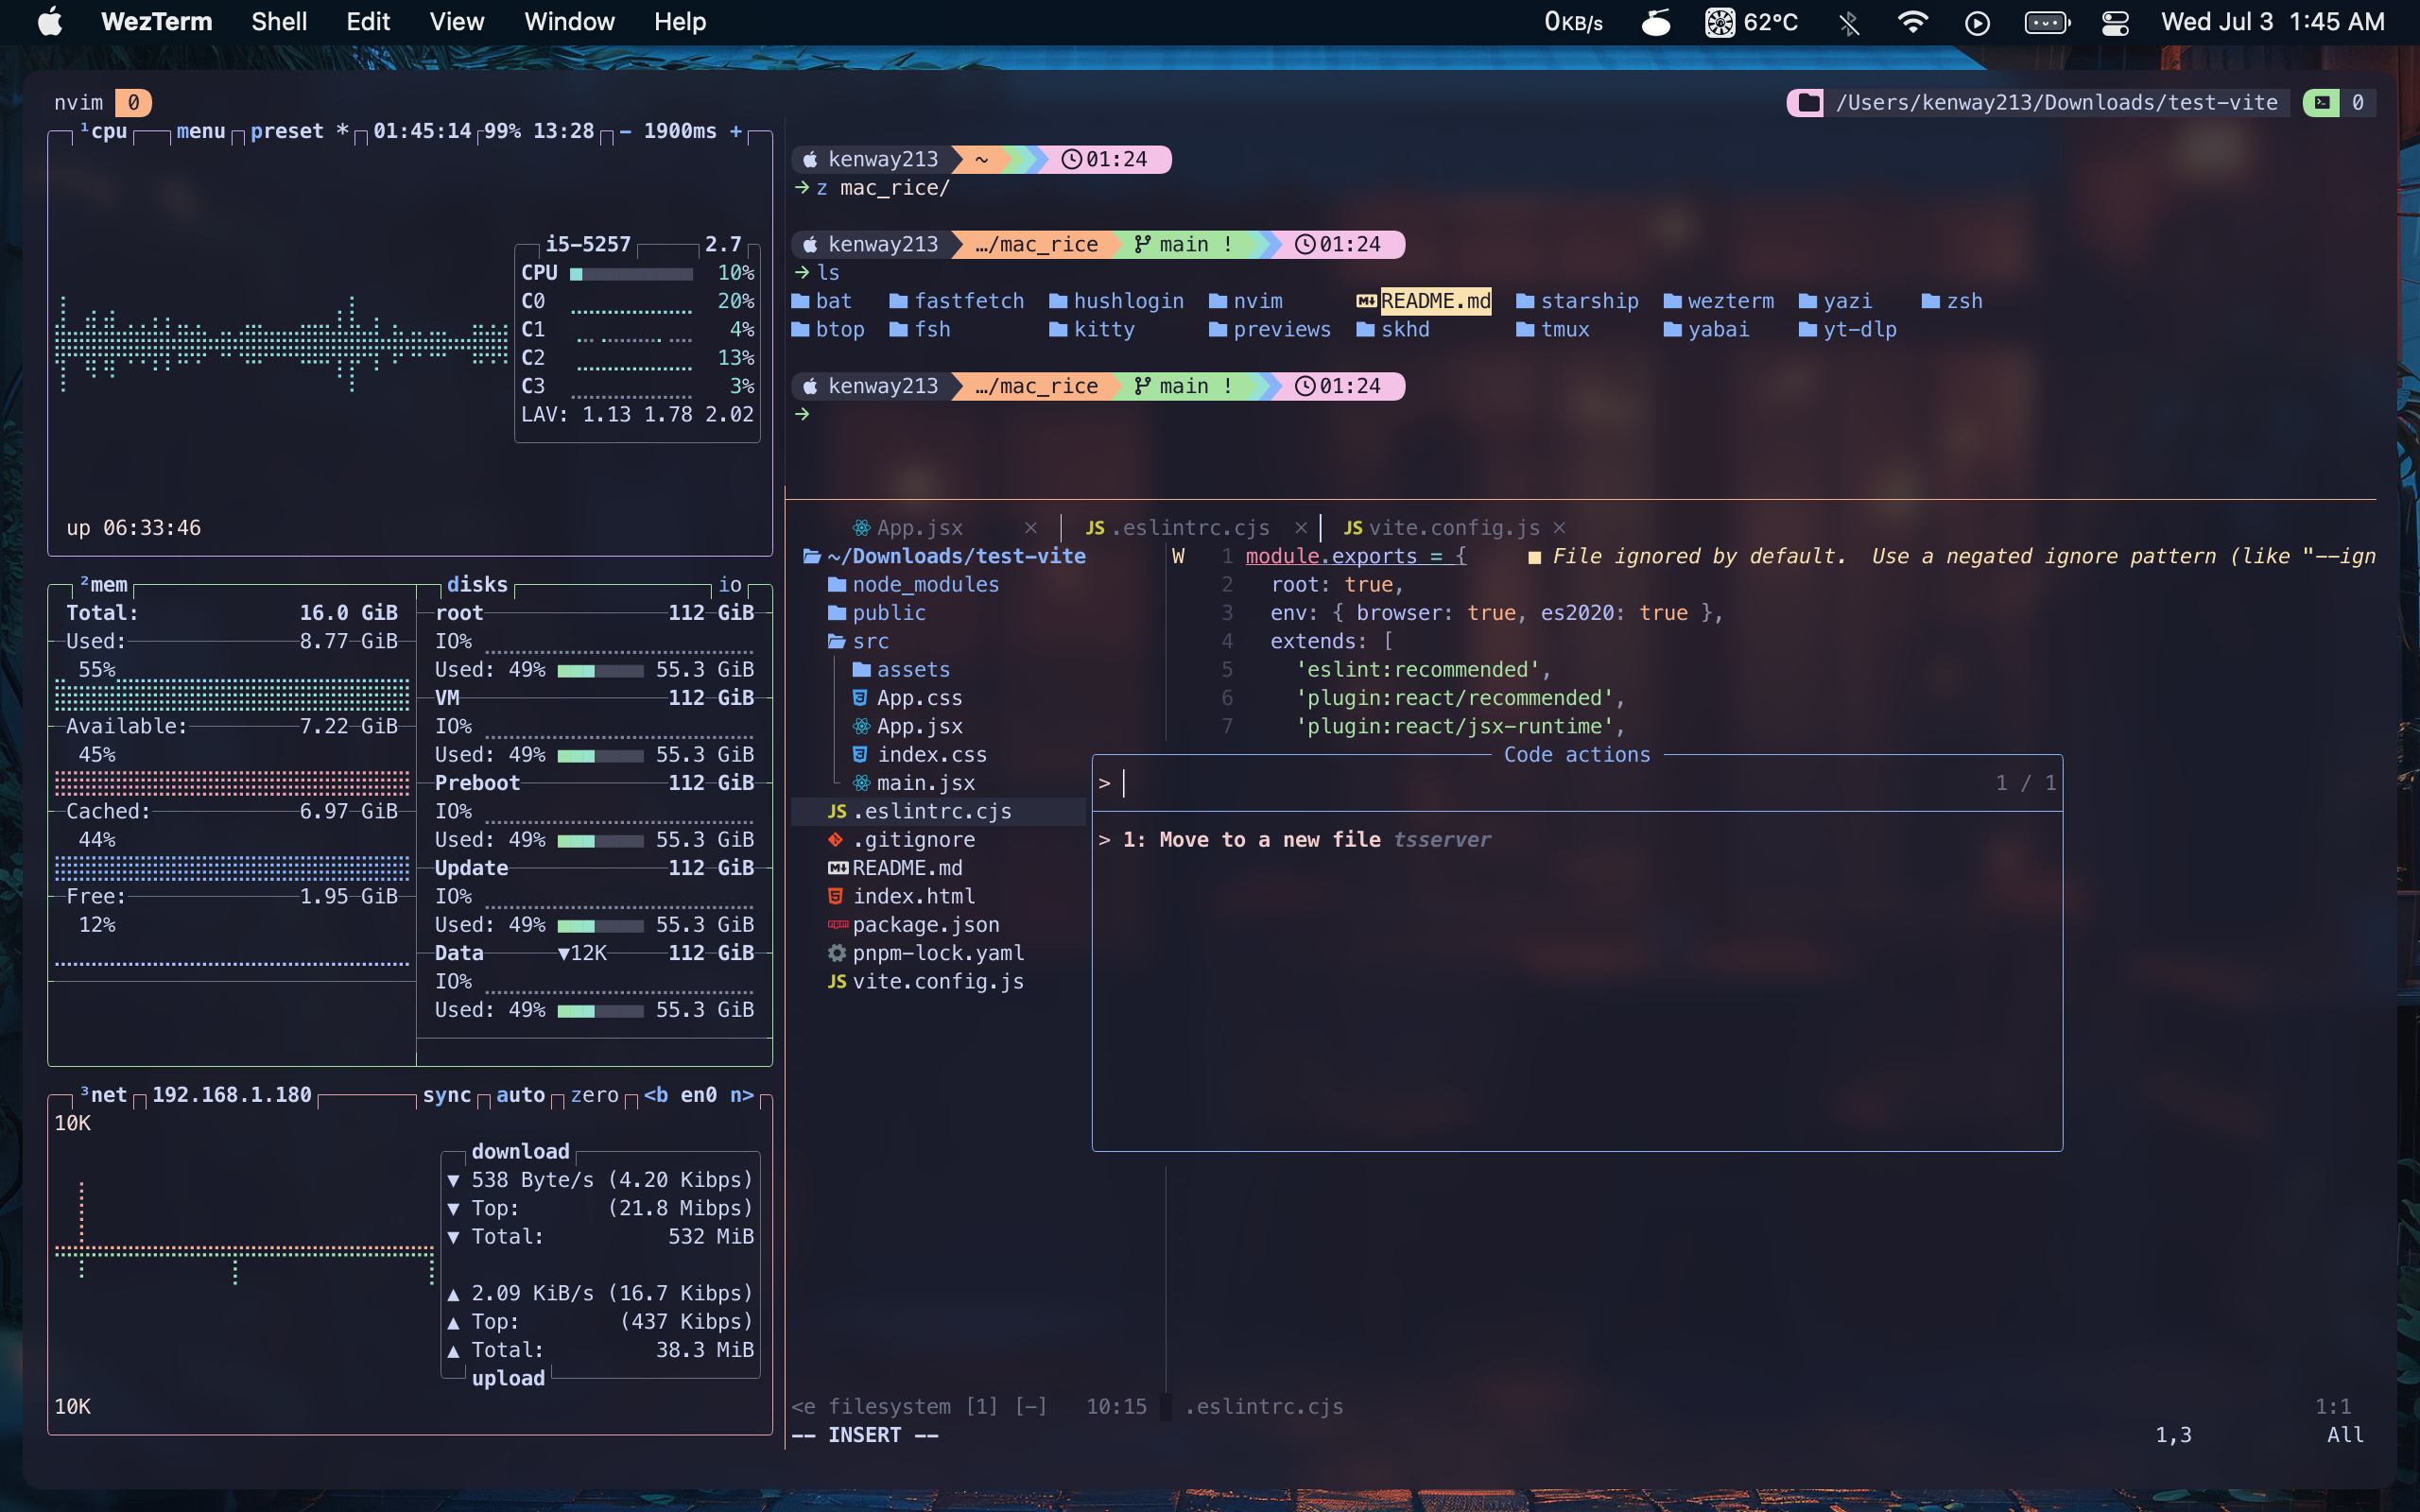 WezTerm Shell Edit View Window Help 0KB/s 62°C Wed Jul 3 1:45 AM
nvim 0 /Users/kenway213/Downloads/test-vite 0
¹cpu menu preset * 01:45:14 99% 13:28 - 1900ms +
i5-5257 2.7
CPU 10%
C0 20%
C1 4%
C2 13%
C3 3%
LAV: 1.13 1.78 2.02
up 06:33:46
²mem disks io
Total: 16.0 GiB root 112 GiB
Used: 8.77 GiB IO%
55% Used: 49% 55.3 GiB
VM 112 GiB
Available: 7.22 GiB IO%
45% Used: 49% 55.3 GiB
Preboot 112 GiB
Cached: 6.97 GiB IO%
44% Used: 49% 55.3 GiB
Update 112 GiB
Free: 1.95 GiB IO%
12% Used: 49% 55.3 GiB
Data ▼12K 112 GiB
IO%
Used: 49% 55.3 GiB
³net 192.168.1.180 sync auto zero <b en0 n>
10K
download
▼ 538 Byte/s (4.20 Kibps)
▼ Top: (21.8 Mibps)
▼ Total: 532 MiB
▲ 2.09 KiB/s (16.7 Kibps)
▲ Top: (437 Kibps)
▲ Total: 38.3 MiB
upload
10K
kenway213 ~ 01:24
→ z mac_rice/
kenway213 …/mac_rice main ! 01:24
→ ls
bat fastfetch hushlogin nvim README.md starship wezterm yazi zsh
btop fsh kitty previews skhd tmux yabai yt-dlp
kenway213 …/mac_rice main ! 01:24
→
App.jsx × JS .eslintrc.cjs × JS vite.config.js ×
~/Downloads/test-vite
node_modules
public
src
assets
App.css
App.jsx
index.css
main.jsx
JS .eslintrc.cjs
.gitignore
README.md
index.html
package.json
pnpm-lock.yaml
JS vite.config.js
W 1 module.exports = { ■ File ignored by default. Use a negated ignore pattern (like "--ign
2 root: true,
3 env: { browser: true, es2020: true },
4 extends: [
5 'eslint:recommended',
6 'plugin:react/recommended',
7 'plugin:react/jsx-runtime',
Code actions
> 1 / 1
> 1: Move to a new file tsserver
<e filesystem [1] [-] 10:15 .eslintrc.cjs 1:1
-- INSERT -- 1,3 All